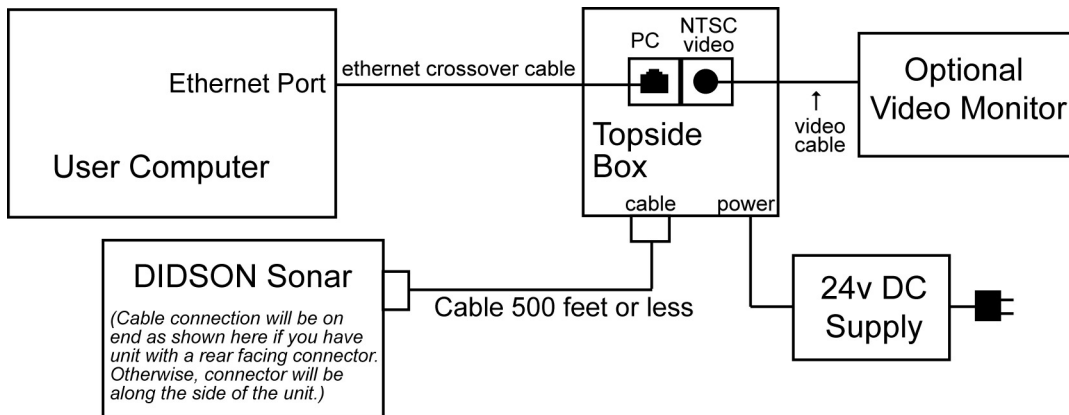 Ethernet Port
User Computer
ethernet crossover cable
PC
NTSC
video
Topside
Box
cable
power
video
cable
Optional
Video Monitor
DIDSON Sonar
(Cable connection will be on
end as shown here if you have
unit with a rear facing connector.
Otherwise, connector will be
along the side of the unit.)
Cable 500 feet or less
24v DC
Supply